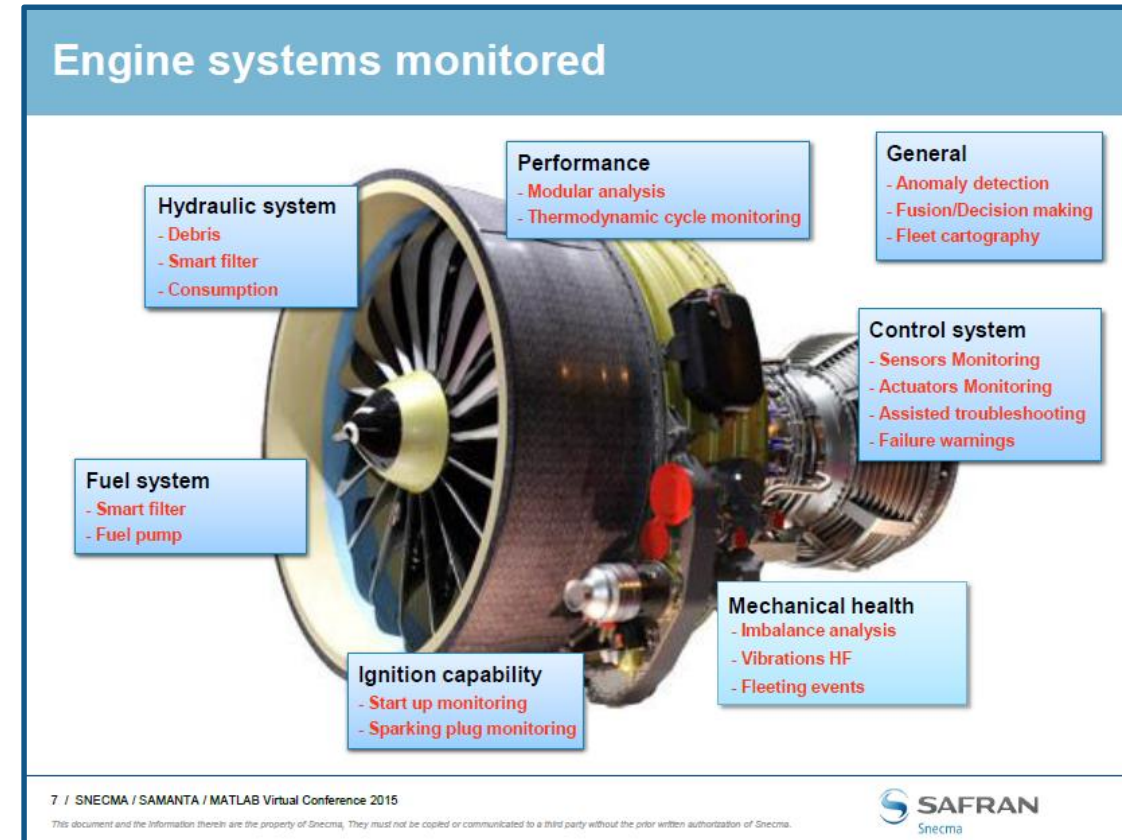 Engine systems monitored
Performance
- Modular analysis
- Thermodynamic cycle monitoring
General
- Anomaly detection
- Fusion/Decision making
- Fleet cartography
Hydraulic system
- Debris
- Smart filter
- Consumption
Control system
- Sensors Monitoring
- Actuators Monitoring
- Assisted troubleshooting
- Failure warnings
Fuel system
- Smart filter
- Fuel pump
Mechanical health
- Imbalance analysis
- Vibrations HF
- Fleeting events
Ignition capability
- Start up monitoring
- Sparking plug monitoring
7 / SNECMA / SAMANTA / MATLAB Virtual Conference 2015
This document and the information therein are the property of Snecma, They must not be copied or communicated to a third party without the prior written authorization of Snecma.
SAFRAN
Snecma